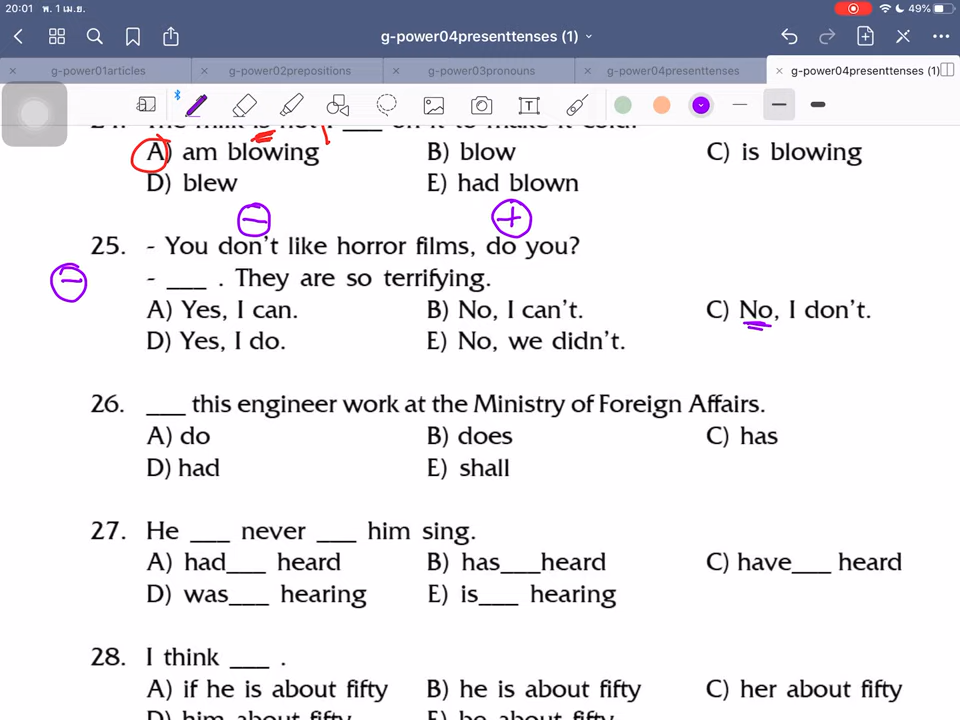 20:01 พ. 1 เม.ย. 49%
g-power04presenttenses (1)
g-power01articles g-power02prepositions g-power03pronouns g-power04presenttenses g-power04presenttenses (1)
T
A) am blowing B) blow C) is blowing
D) blew E) had blown
25. - You don't like horror films, do you?
- ___ . They are so terrifying.
A) Yes, I can. B) No, I can't. C) No, I don't.
D) Yes, I do. E) No, we didn't.
26. ___ this engineer work at the Ministry of Foreign Affairs.
A) do B) does C) has
D) had E) shall
27. He ___ never ___ him sing.
A) had___ heard B) has___heard C) have___ heard
D) was___ hearing E) is___ hearing
28. I think ___ .
A) if he is about fifty B) he is about fifty C) her about fifty
D) him about fifty